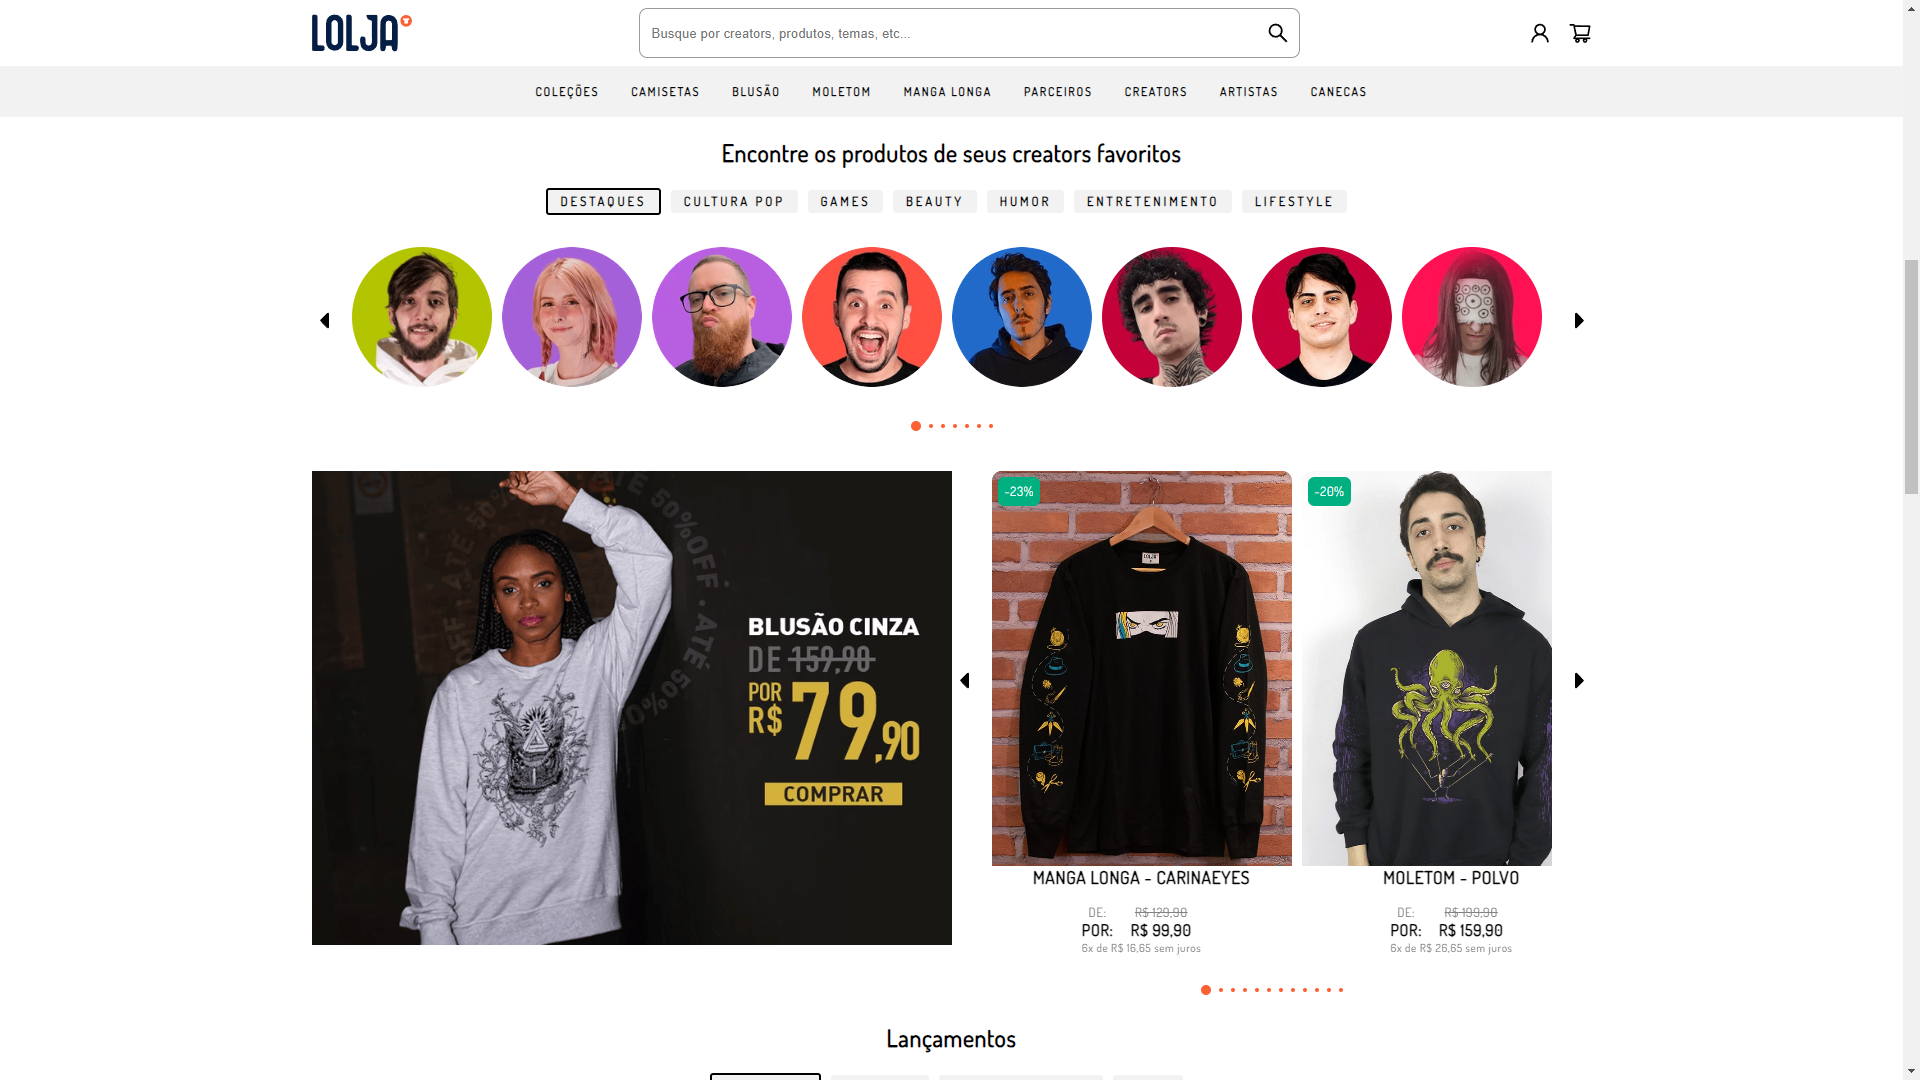 LOLJA
Busque por creators, produtos, temas, etc...
COLEÇÕES
CAMISETAS
BLUSÃO
MOLETOM
MANGA LONGA
PARCEIROS
CREATORS
ARTISTAS
CANECAS
Encontre os produtos de seus creators favoritos
DESTAQUES
CULTURA POP
GAMES
BEAUTY
HUMOR
ENTRETENIMENTO
LIFESTYLE
ATÉ 50%OFF · ATÉ 50%OFF · ATÉ 50%OFF
BLUSÃO CINZA
DE 159,90
POR
R$ 79,90
COMPRAR
-23%
LOLJA
MANGA LONGA - CARINAEYES
DE: R$ 129,90
POR: R$ 99,90
6x de R$ 16,65 sem juros
-20%
MOLETOM - POLVO
DE: R$ 199,90
POR: R$ 159,90
6x de R$ 26,65 sem juros
Lançamentos